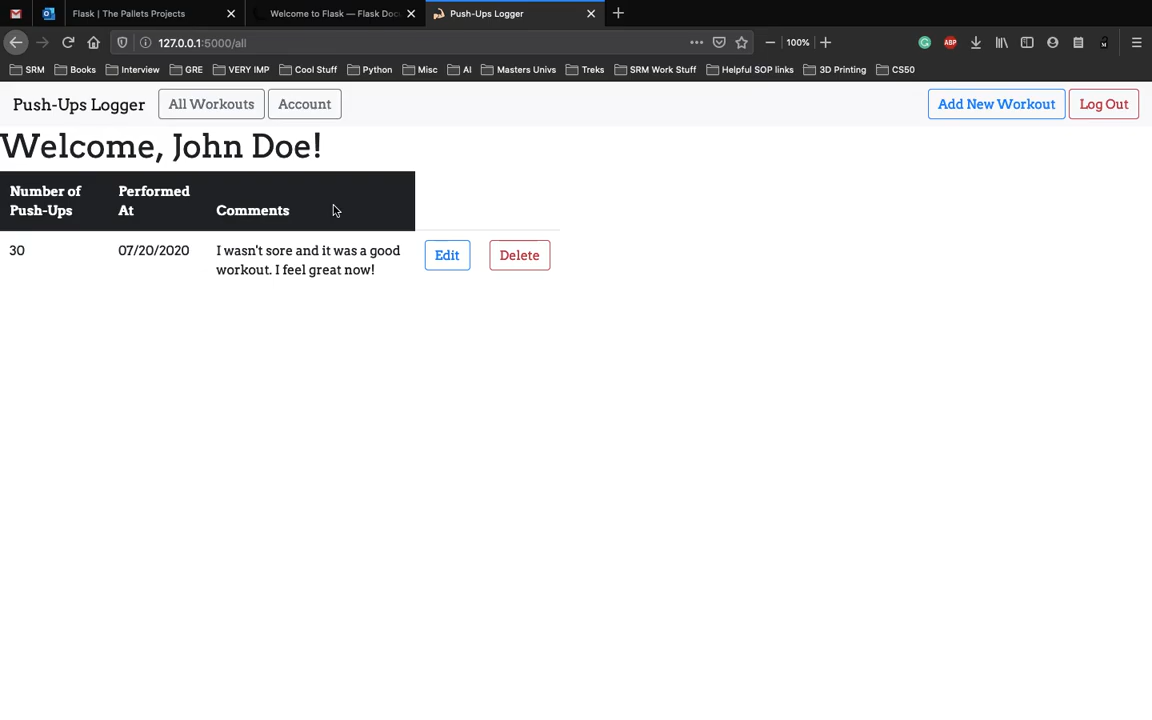 Flask | The Pallets Projects
Welcome to Flask — Flask Docu
Push-Ups Logger
127.0.0.1:5000/all
100%
ABP
SRM Books Interview GRE VERY IMP Cool Stuff Python Misc AI Masters Univs Treks SRM Work Stuff Helpful SOP links 3D Printing CS50
Push-Ups Logger All Workouts Account Add New Workout Log Out
Welcome, John Doe!
Number of Push-Ups
Performed At
Comments
30 07/20/2020 I wasn't sore and it was a good
workout. I feel great now!
Edit Delete